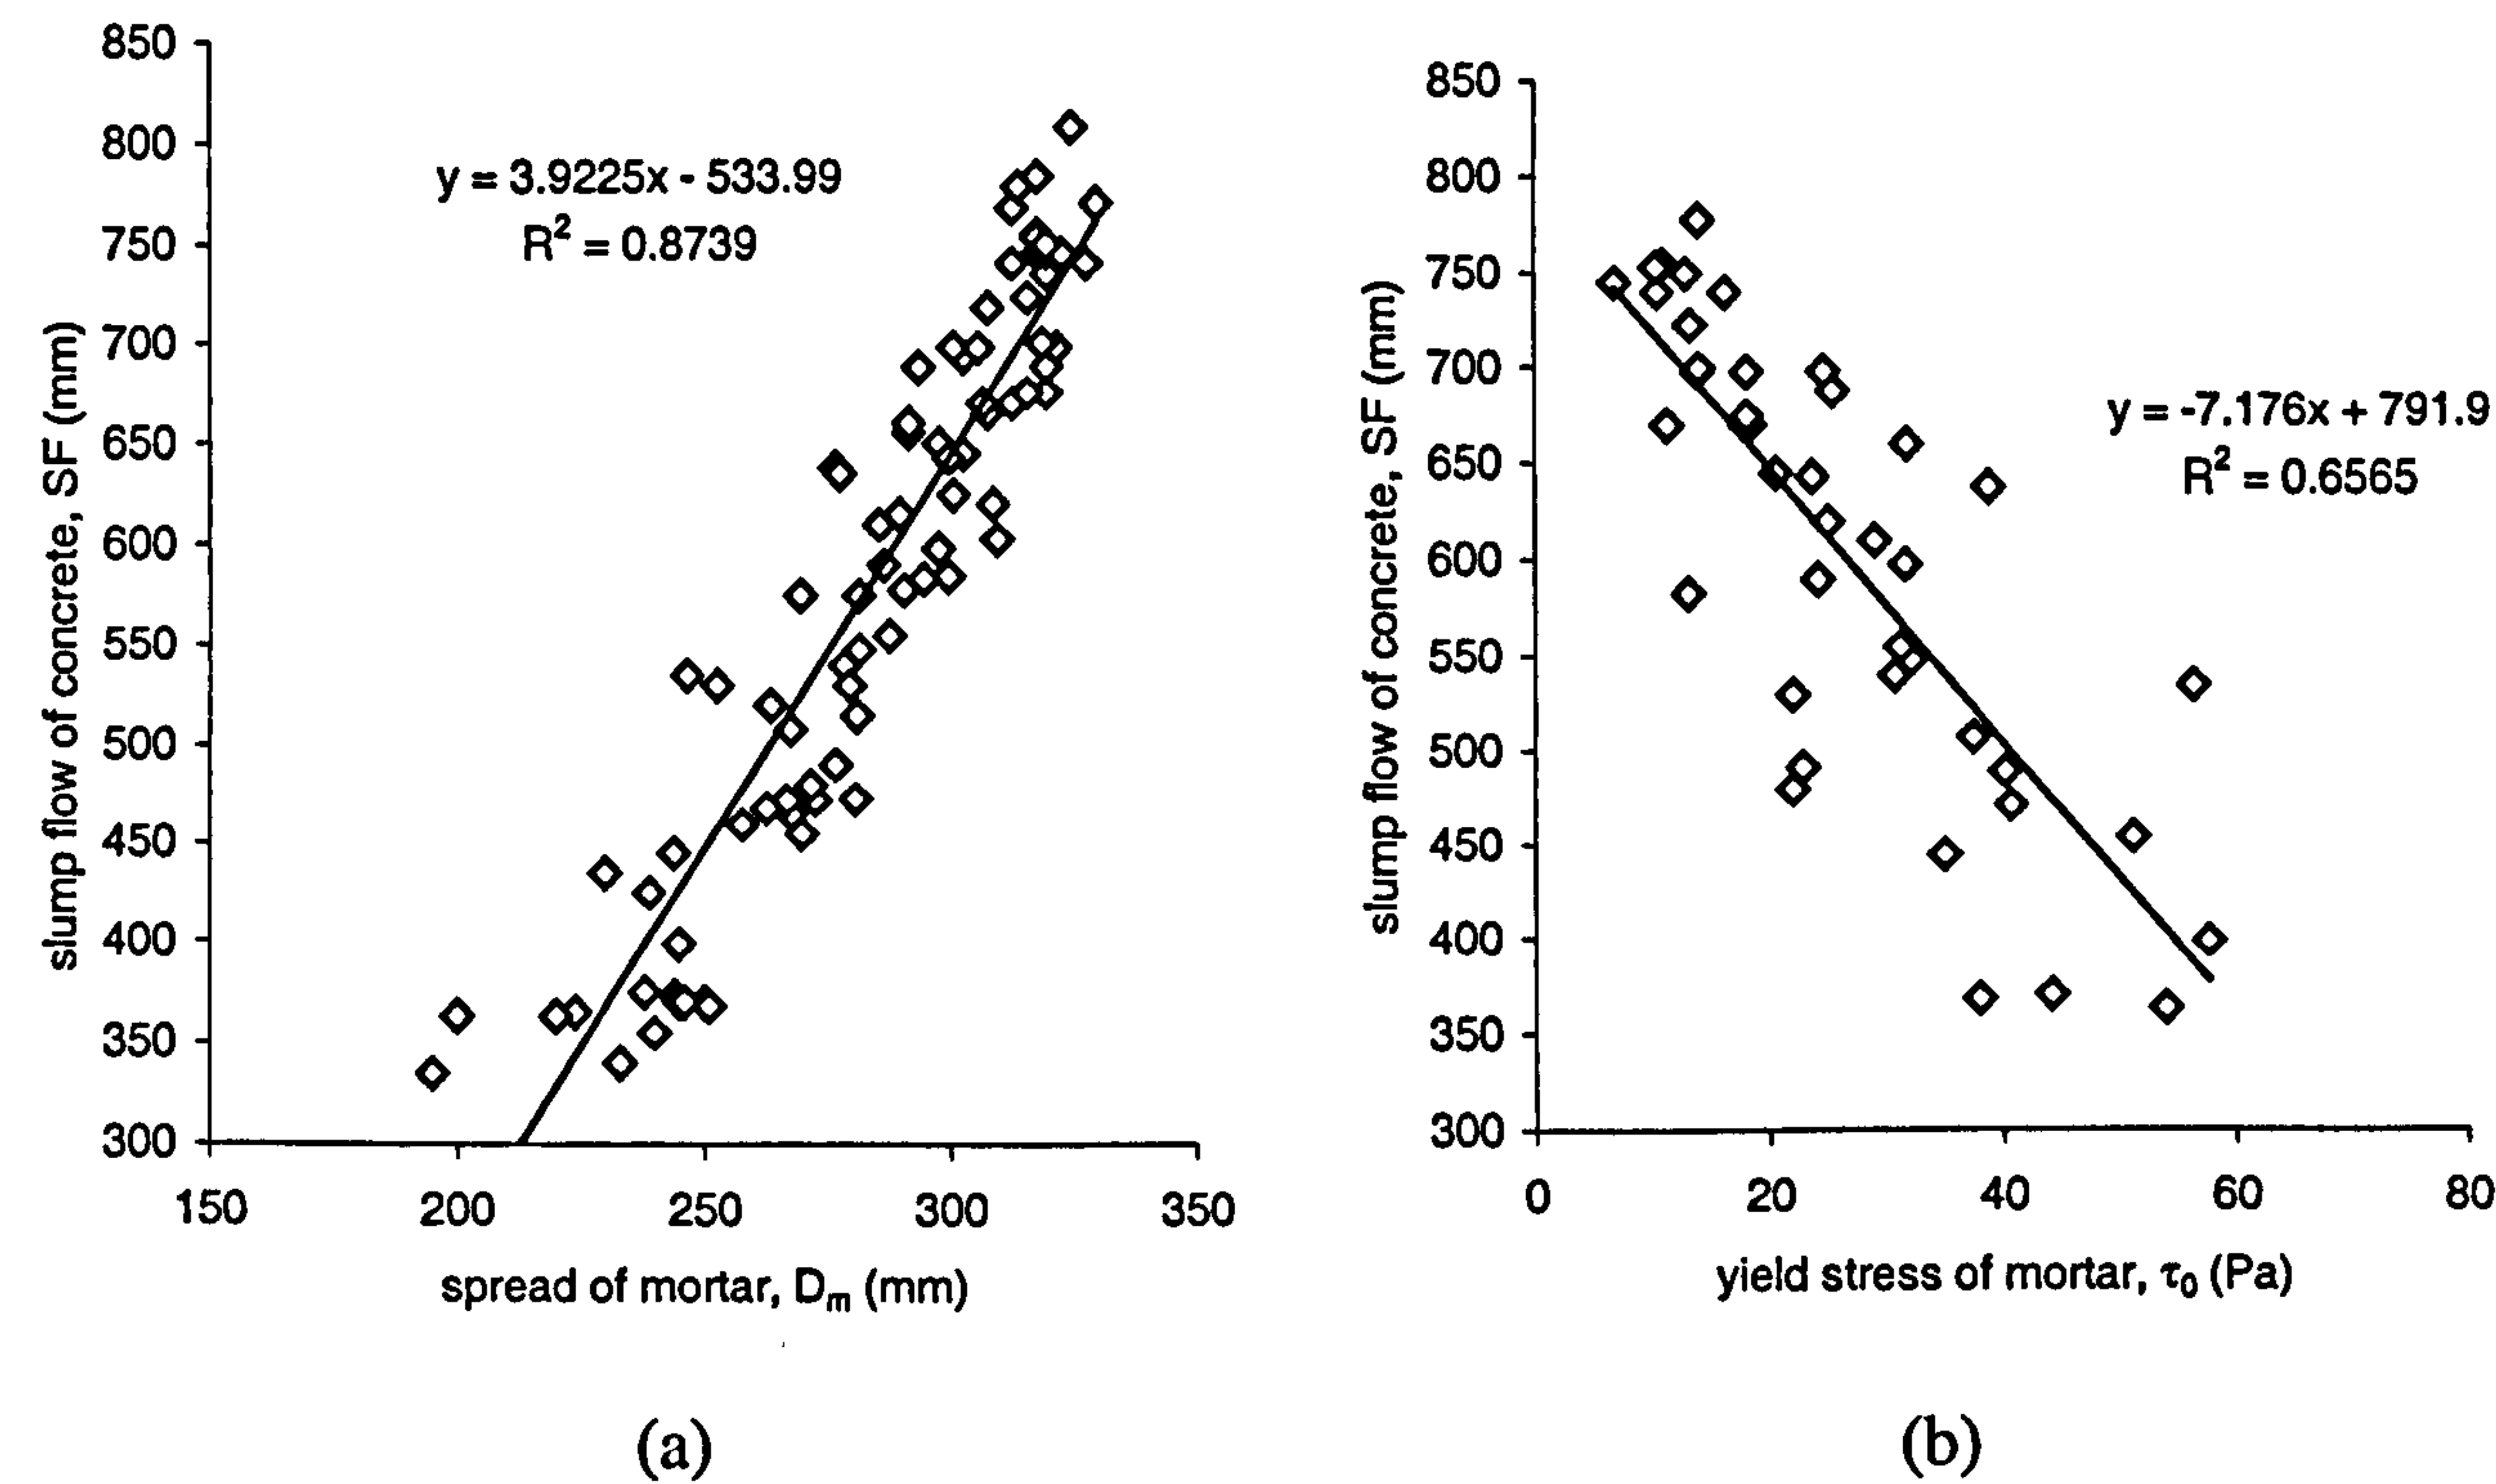 850
800
750
700
650
600
550
500
450
400
350
300
slump flow of concrete, SF (mm)
y = 3.9225x - 533.99
R² = 0.8739
150 200 250 300 350
spread of mortar, Dm (mm)
(a)
850
800
750
700
650
600
550
500
450
400
350
300
slump flow of concrete, SF (mm)
y = -7.176x + 791.9
R² = 0.6565
0 20 40 60 80
yield stress of mortar, τ0 (Pa)
(b)